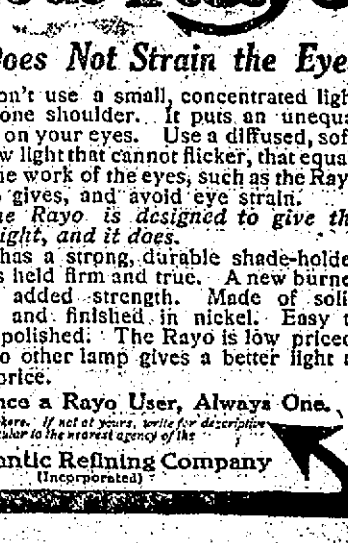 Does Not Strain the Eye
on't use a small, concentrated ligh
one shoulder. It puts an unequa
on your eyes. Use a diffused, sof
w light that cannot flicker, that equa
he work of the eyes, such as the Ray
gives, and avoid eye strain.
he Rayo is designed to give th
ight, and it does.
has a strong, durable shade-holde
s held firm and true. A new burne
added strength. Made of soli
and finished in nickel. Easy t
polished. The Rayo is low priced
o other lamp gives a better light a
price.
nce a Rayo User, Always One.
If not at yours, write for descriptive
cular to the nearest agency of the
antic Refining Company
(Incorporated)